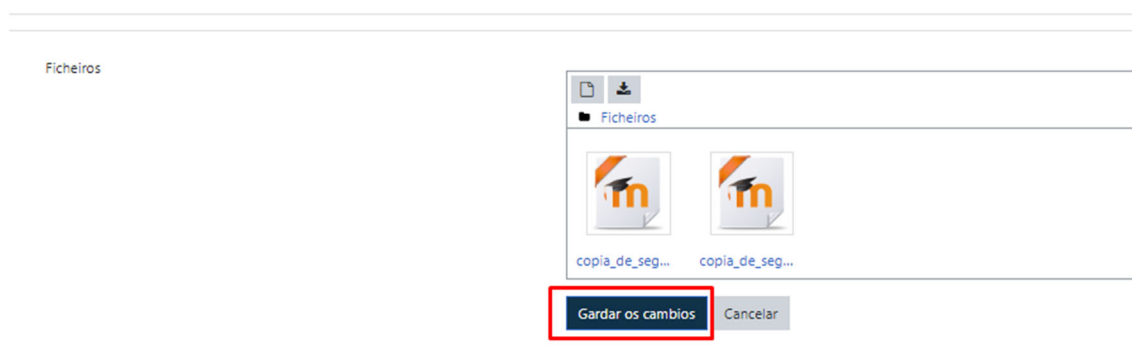 Ficheiros
Ficheiros
m m
copia_de_seg... copia_de_seg...
Gardar os cambios Cancelar